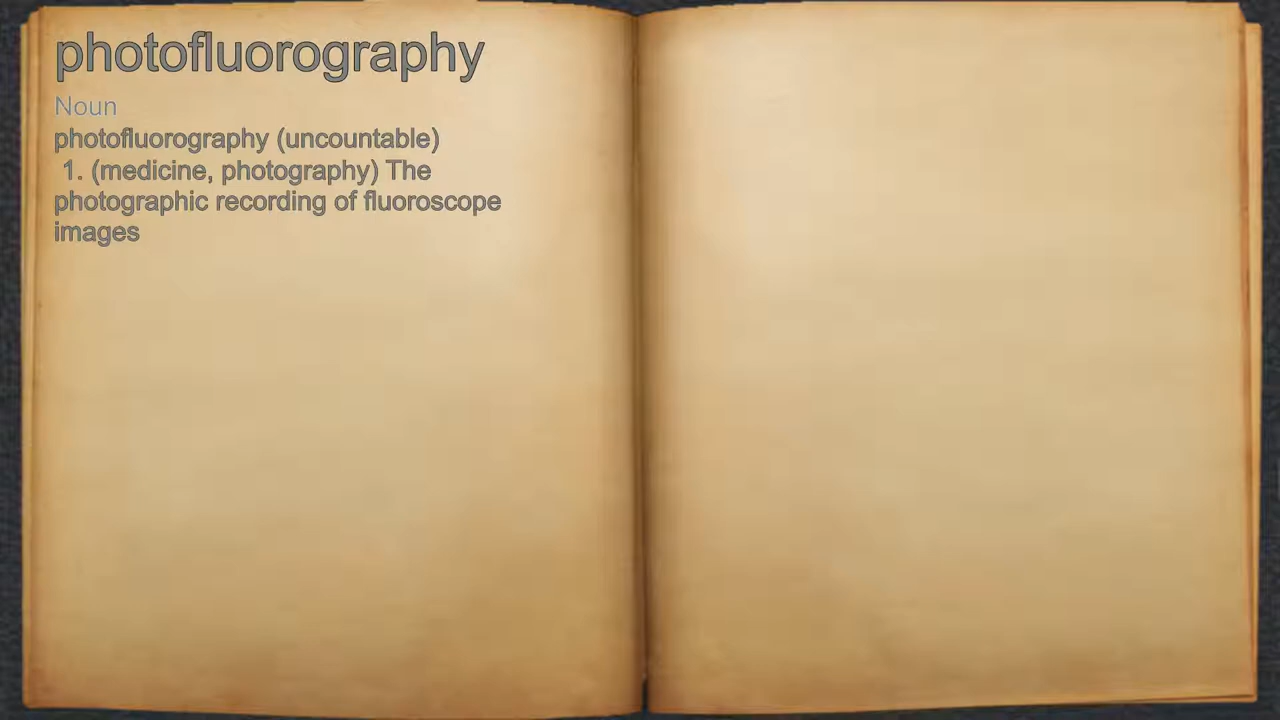 photofluorography
Noun
photofluorography (uncountable)
1. (medicine, photography) The
photographic recording of fluoroscope
images